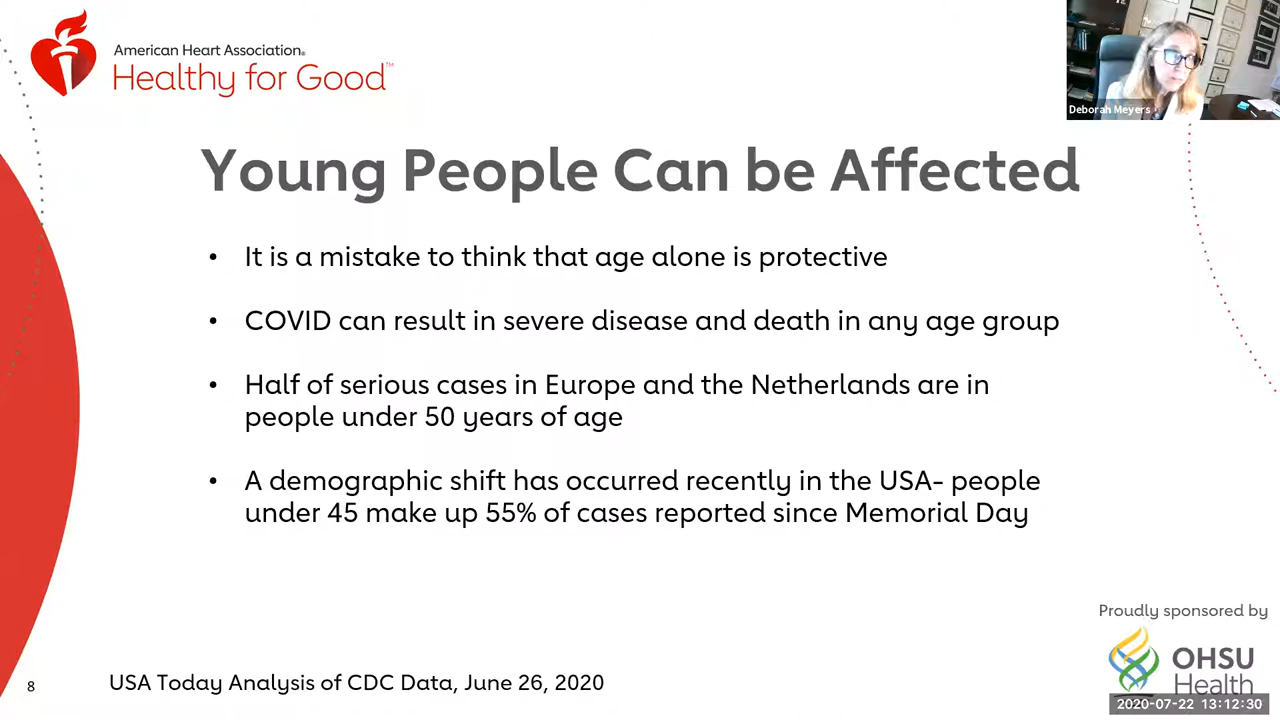 American Heart Association®
Healthy for Good™
Deborah Meyers
Young People Can be Affected
• It is a mistake to think that age alone is protective
• COVID can result in severe disease and death in any age group
• Half of serious cases in Europe and the Netherlands are in
people under 50 years of age
• A demographic shift has occurred recently in the USA- people
under 45 make up 55% of cases reported since Memorial Day
Proudly sponsored by
OHSU
Health
8
USA Today Analysis of CDC Data, June 26, 2020
2020-07-22 13:12:30